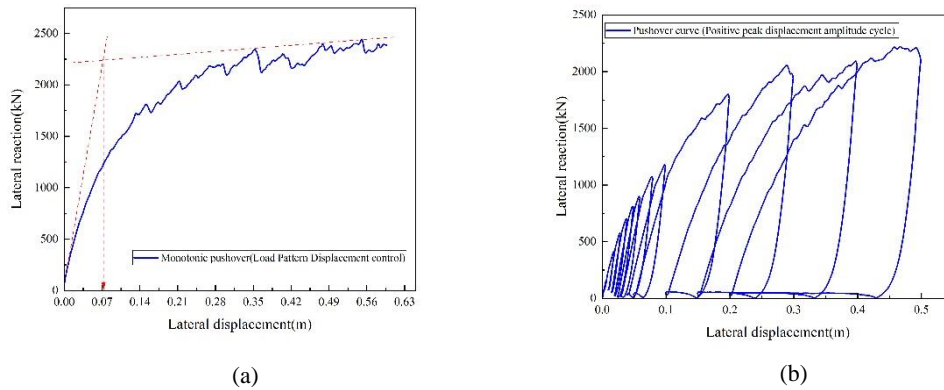 2500
2000
1500
1000
500
0
Lateral reaction(kN)
Monotonic pushover(Load Pattern Displacement control)
0.00 0.07 0.14 0.21 0.28 0.35 0.42 0.49 0.56 0.63
Lateral displacement(m)
(a)
2500
2000
1500
1000
500
0
Lateral reaction(kN)
Pushover curve (Positive peak displacement amplitude cycle)
0.0 0.1 0.2 0.3 0.4 0.5
Lateral displacement(m)
(b)